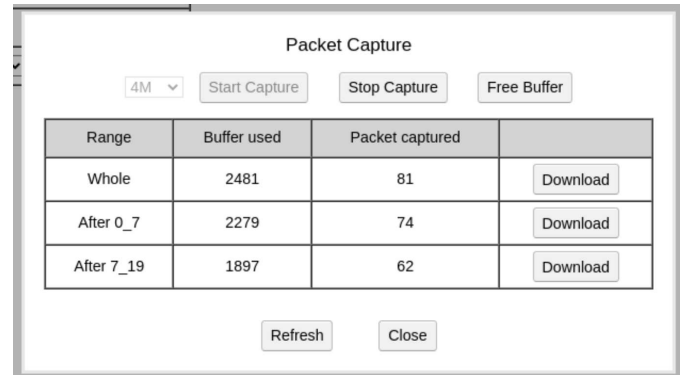 Packet Capture
4M Start Capture Stop Capture Free Buffer
Range Buffer used Packet captured
Whole 2481 81 Download
After 0_7 2279 74 Download
After 7_19 1897 62 Download
Refresh Close